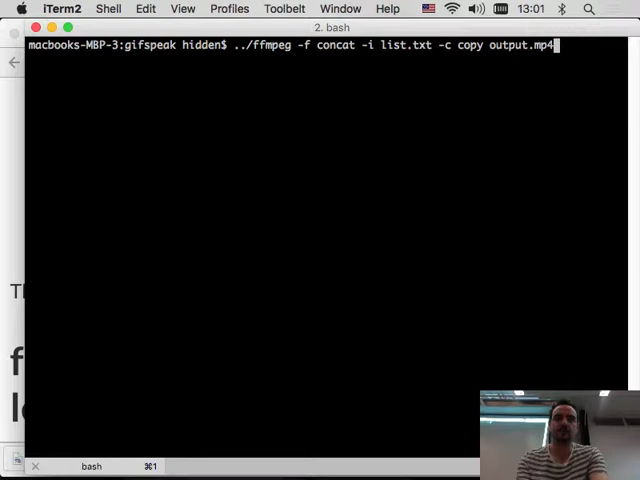 iTerm2 Shell Edit View Profiles Toolbelt Window Help 13:01
2. bash
macbooks-MBP-3:gifspeak hidden$ ../ffmpeg -f concat -i list.txt -c copy output.mp4
bash ⌘1